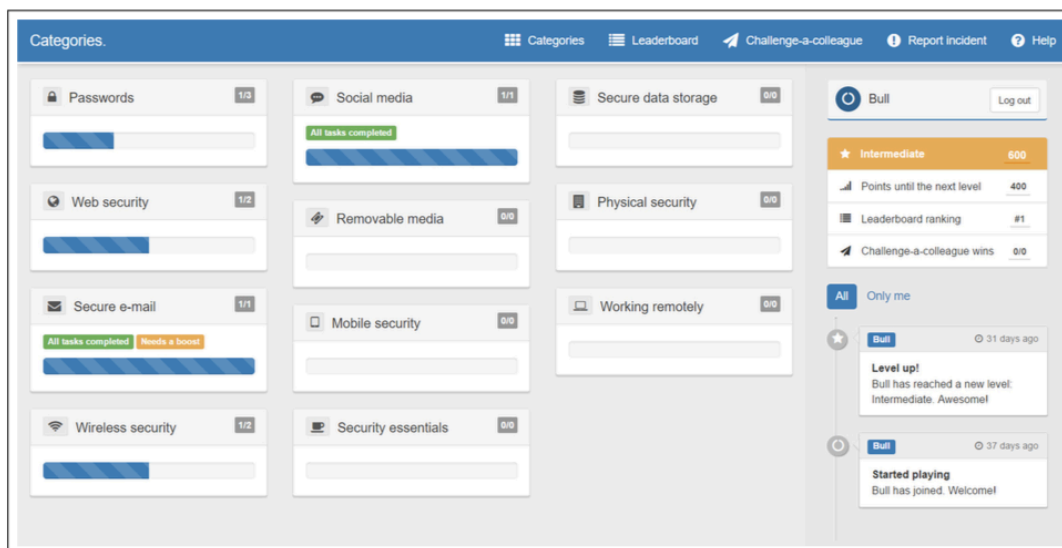 Categories.
Categories
Leaderboard
Challenge-a-colleague
Report incident
Help
Passwords 1/3
Web security 1/2
Secure e-mail 1/1
All tasks completed Needs a boost
Wireless security 1/2
Social media 1/1
All tasks completed
Removable media 0/0
Mobile security 0/0
Security essentials 0/0
Secure data storage 0/0
Physical security 0/0
Working remotely 0/0
Bull Log out
Intermediate 600
Points until the next level 400
Leaderboard ranking #1
Challenge-a-colleague wins 0/0
All Only me
Bull 31 days ago
Level up!
Bull has reached a new level:
Intermediate. Awesome!
Bull 37 days ago
Started playing
Bull has joined. Welcome!